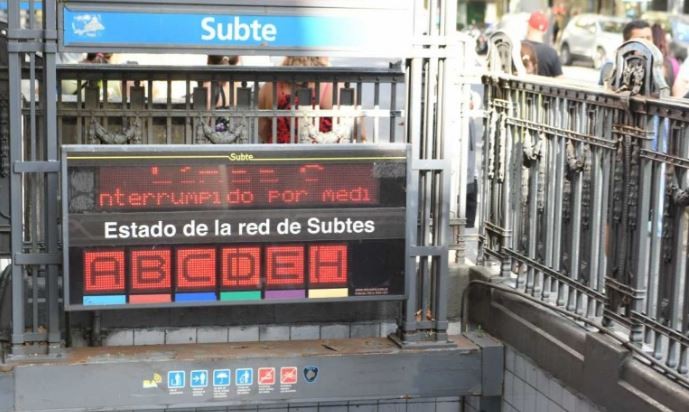 Subte
Subte
nterrumpido por medi
Estado de la red de Subtes
A B C D E H